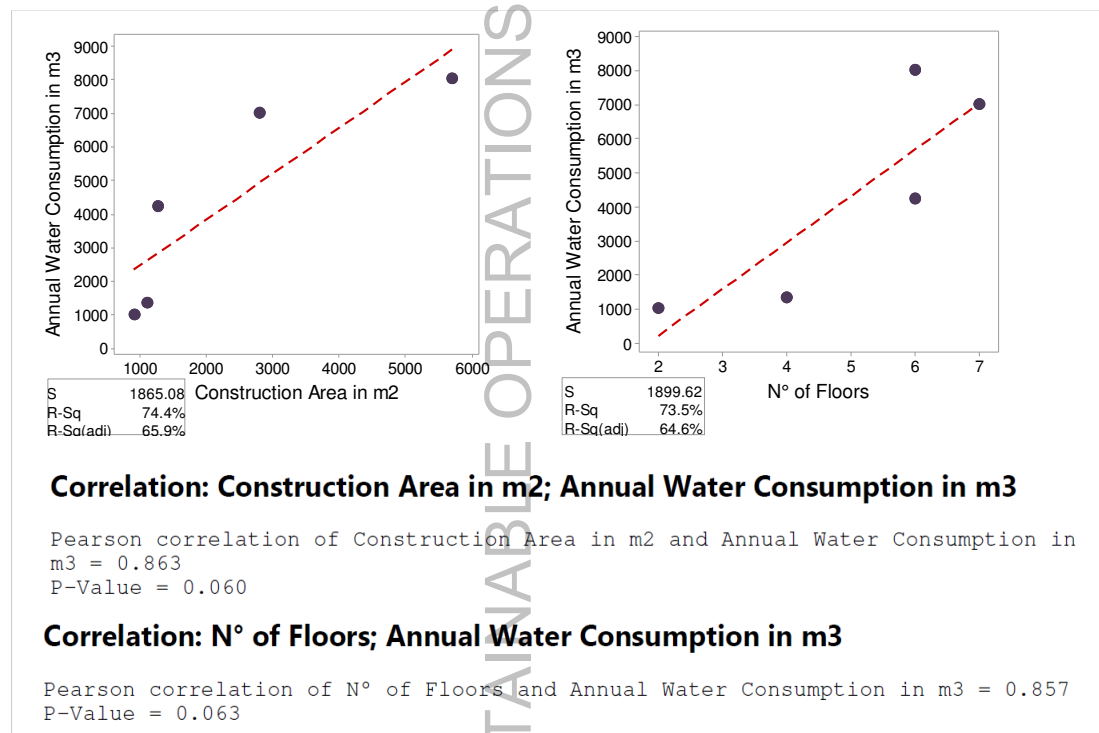 Annual Water Consumption in m3
9000
8000
7000
6000
5000
4000
3000
2000
1000
0
1000 2000 3000 4000 5000 6000
Construction Area in m2
S 1865.08
R-Sq 74.4%
R-Sq(adj) 65.9%
Annual Water Consumption in m3
9000
8000
7000
6000
5000
4000
3000
2000
1000
0
2 3 4 5 6 7
N° of Floors
S 1899.62
R-Sq 73.5%
R-Sq(adj) 64.6%
TAINABLE OPERATIONS
Correlation: Construction Area in m2; Annual Water Consumption in m3
Pearson correlation of Construction Area in m2 and Annual Water Consumption in
m3 = 0.863
P-Value = 0.060
Correlation: N° of Floors; Annual Water Consumption in m3
Pearson correlation of N° of Floors and Annual Water Consumption in m3 = 0.857
P-Value = 0.063